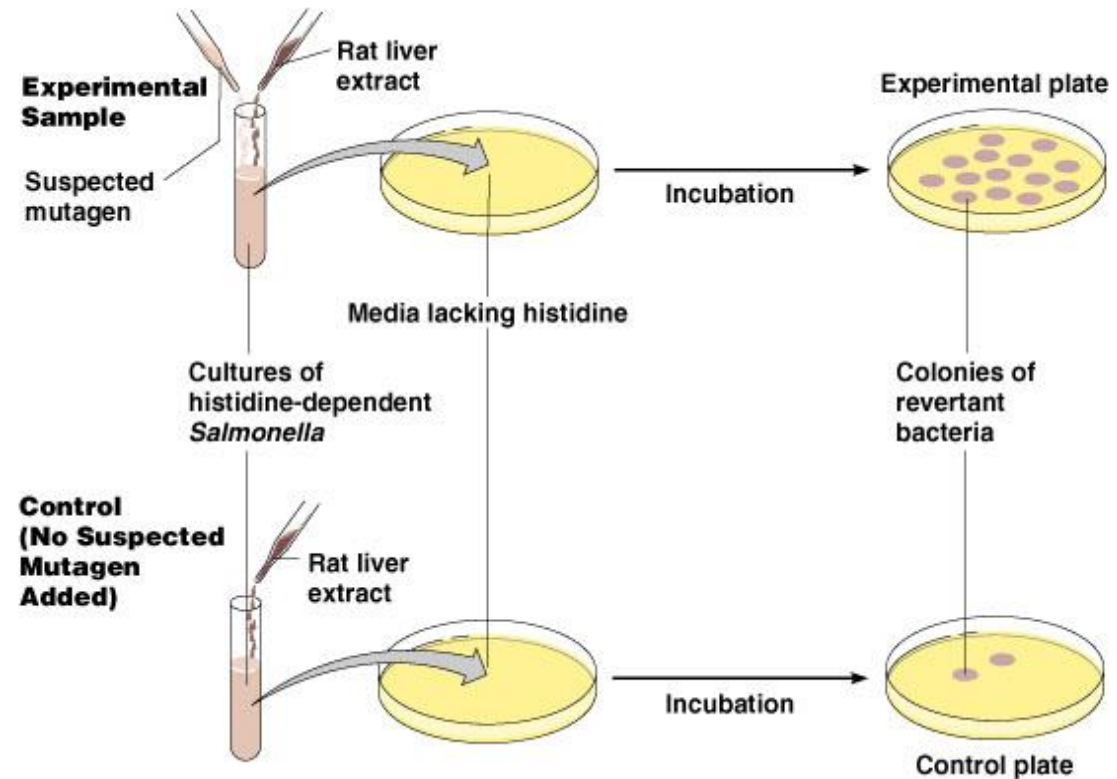 Rat liver
extract
Experimental
Sample
Suspected
mutagen
Incubation
Experimental plate
Media lacking histidine
Cultures of
histidine-dependent
Salmonella
Colonies of
revertant
bacteria
Control
(No Suspected
Mutagen
Added)
Rat liver
extract
Incubation
Control plate